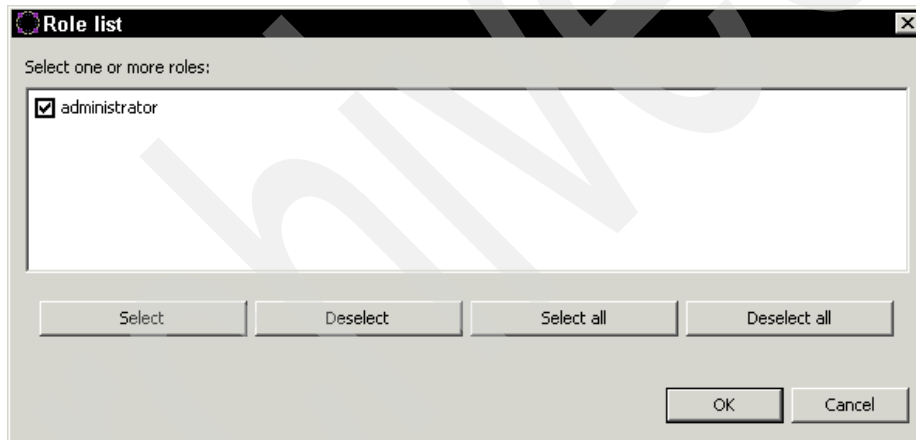 Role list
Select one or more roles:
administrator
Select Deselect Select all Deselect all
OK Cancel